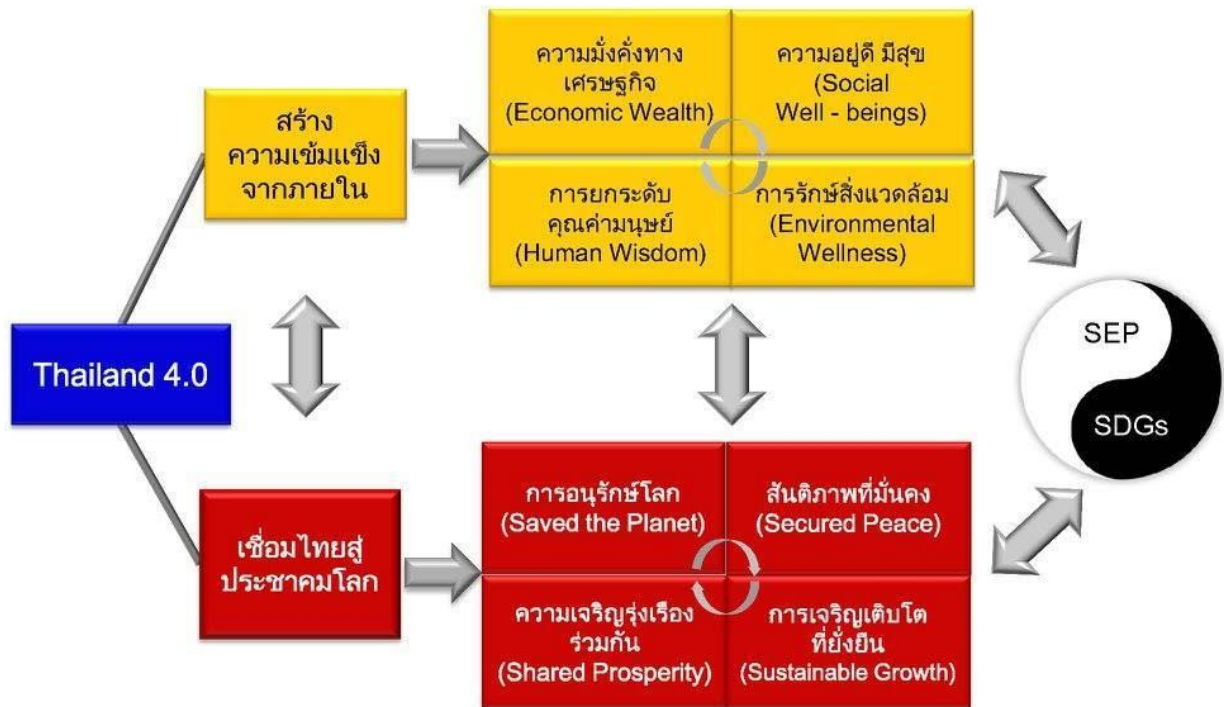 Thailand 4.0
สร้าง
ความเข้มแข็ง
จากภายใน
ความมั่งคั่งทาง
เศรษฐกิจ
(Economic Wealth)
ความอยู่ดี มีสุข
(Social
Well - beings)
การยกระดับ
คุณค่ามนุษย์
(Human Wisdom)
การรักษ์สิ่งแวดล้อม
(Environmental
Wellness)
เชื่อมไทยสู่
ประชาคมโลก
การอนุรักษ์โลก
(Saved the Planet)
สันติภาพที่มั่นคง
(Secured Peace)
ความเจริญรุ่งเรือง
ร่วมกัน
(Shared Prosperity)
การเจริญเติบโต
ที่ยั่งยืน
(Sustainable Growth)
SEP
SDGs